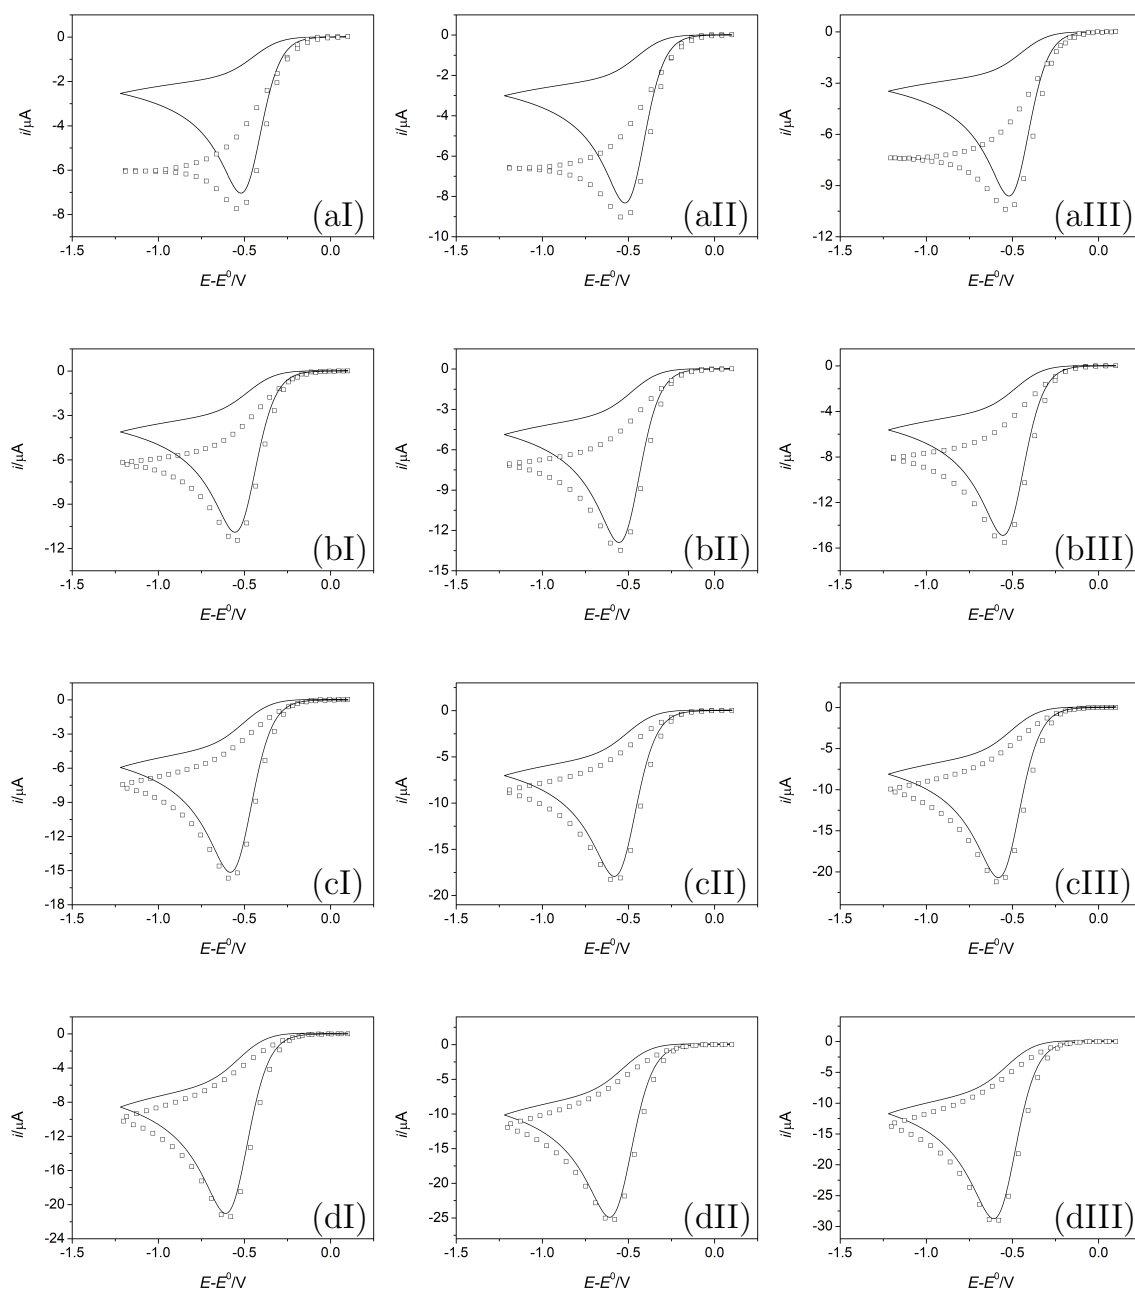 0
-2
-4
-6
-8
i/μA
-1.5 -1.0 -0.5 0.0
E-E⁰/V
(aI)
0
-2
-4
-6
-8
-10
i/μA
-1.5 -1.0 -0.5 0.0
E-E⁰/V
(aII)
0
-3
-6
-9
-12
i/μA
-1.5 -1.0 -0.5 0.0
E-E⁰/V
(aIII)
0
-3
-6
-9
-12
i/μA
-1.5 -1.0 -0.5 0.0
E-E⁰/V
(bI)
0
-3
-6
-9
-12
-15
i/μA
-1.5 -1.0 -0.5 0.0
E-E⁰/V
(bII)
0
-4
-8
-12
-16
i/μA
-1.5 -1.0 -0.5 0.0
E-E⁰/V
(bIII)
0
-3
-6
-9
-12
-15
-18
i/μA
-1.5 -1.0 -0.5 0.0
E-E⁰/V
(cI)
0
-5
-10
-15
-20
i/μA
-1.5 -1.0 -0.5 0.0
E-E⁰/V
(cII)
0
-5
-10
-15
-20
i/μA
-1.5 -1.0 -0.5 0.0
E-E⁰/V
(cIII)
0
-4
-8
-12
-16
-20
-24
i/μA
-1.5 -1.0 -0.5 0.0
E-E⁰/V
(dI)
0
-5
-10
-15
-20
-25
i/μA
-1.5 -1.0 -0.5 0.0
E-E⁰/V
(dII)
0
-5
-10
-15
-20
-25
-30
i/μA
-1.5 -1.0 -0.5 0.0
E-E⁰/V
(dIII)